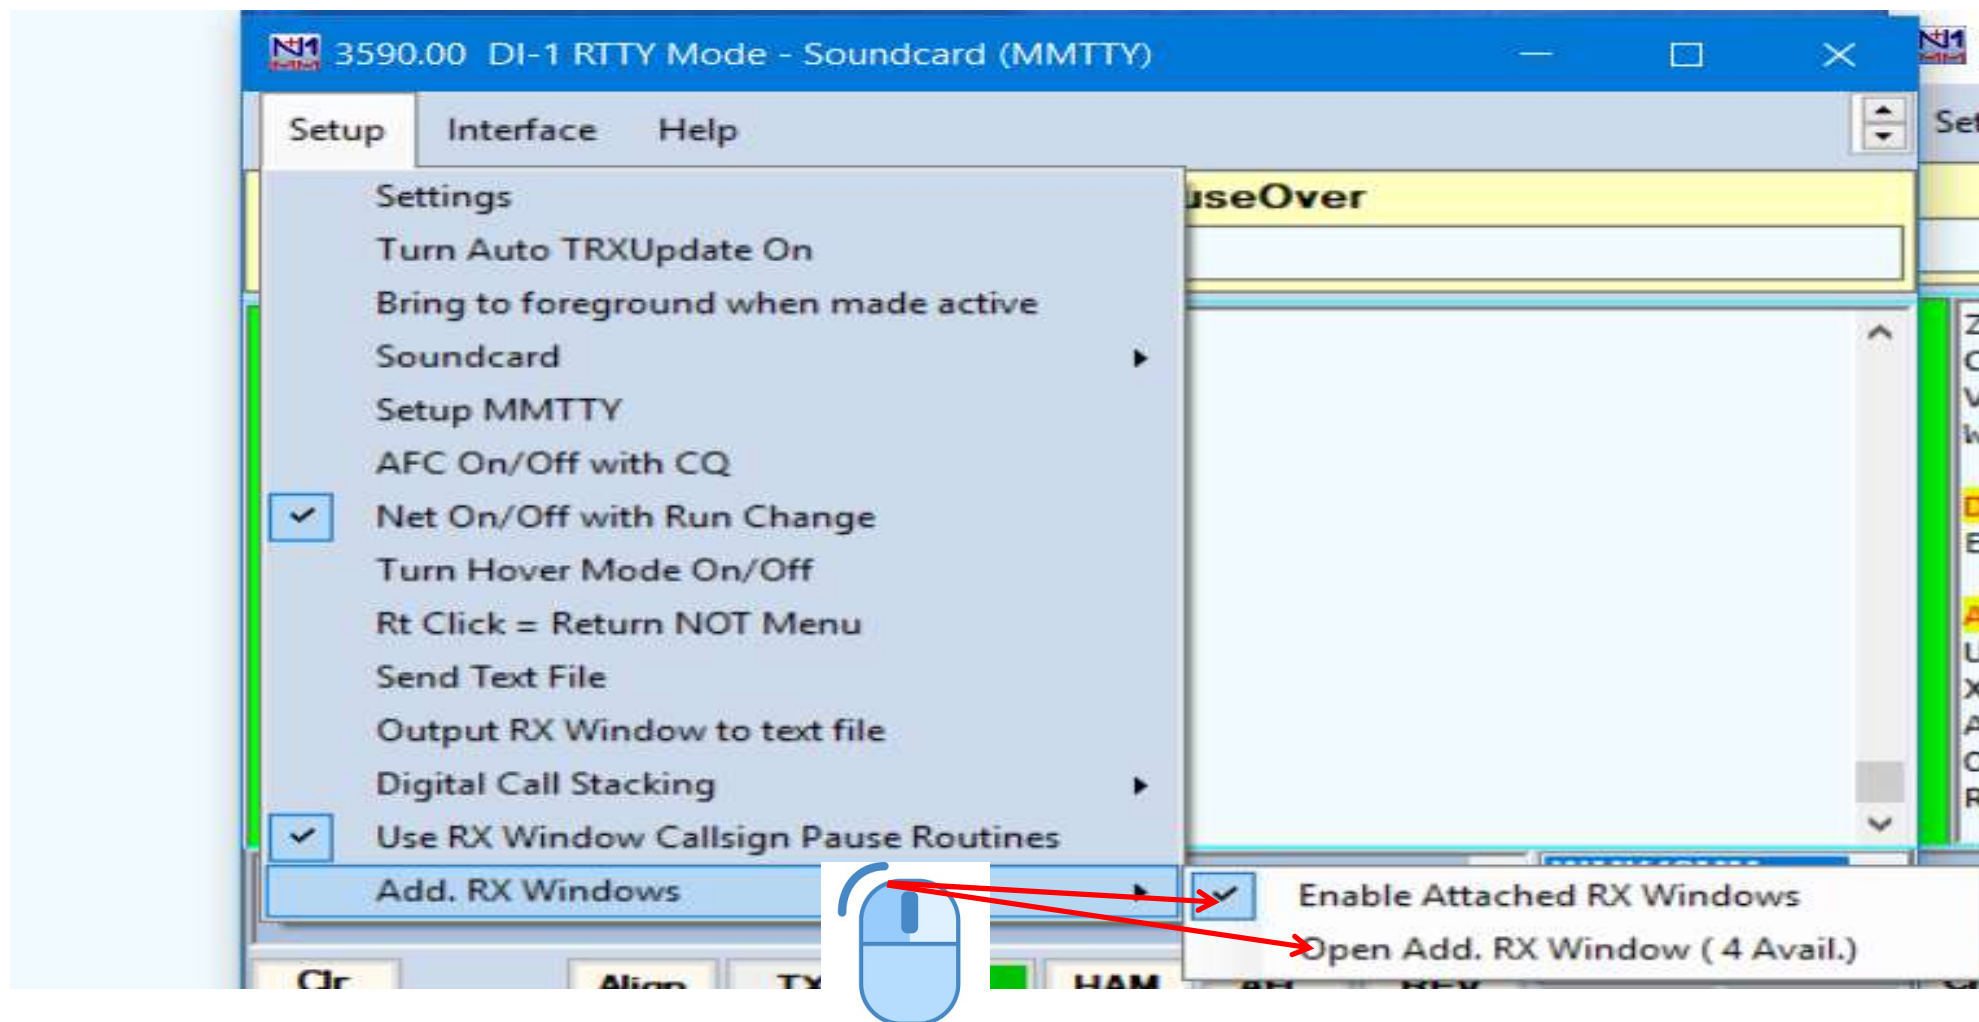 3590.00 DI-1 RTTY Mode - Soundcard (MMTTY)
Setup Interface Help
Settings
Turn Auto TRXUpdate On
Bring to foreground when made active
Soundcard
Setup MMTTY
AFC On/Off with CQ
Net On/Off with Run Change
Turn Hover Mode On/Off
Rt Click = Return NOT Menu
Send Text File
Output RX Window to text file
Digital Call Stacking
Use RX Window Callsign Pause Routines
Add. RX Windows
Enable Attached RX Windows
Open Add. RX Window ( 4 Avail.)
Clr Align TX HAM